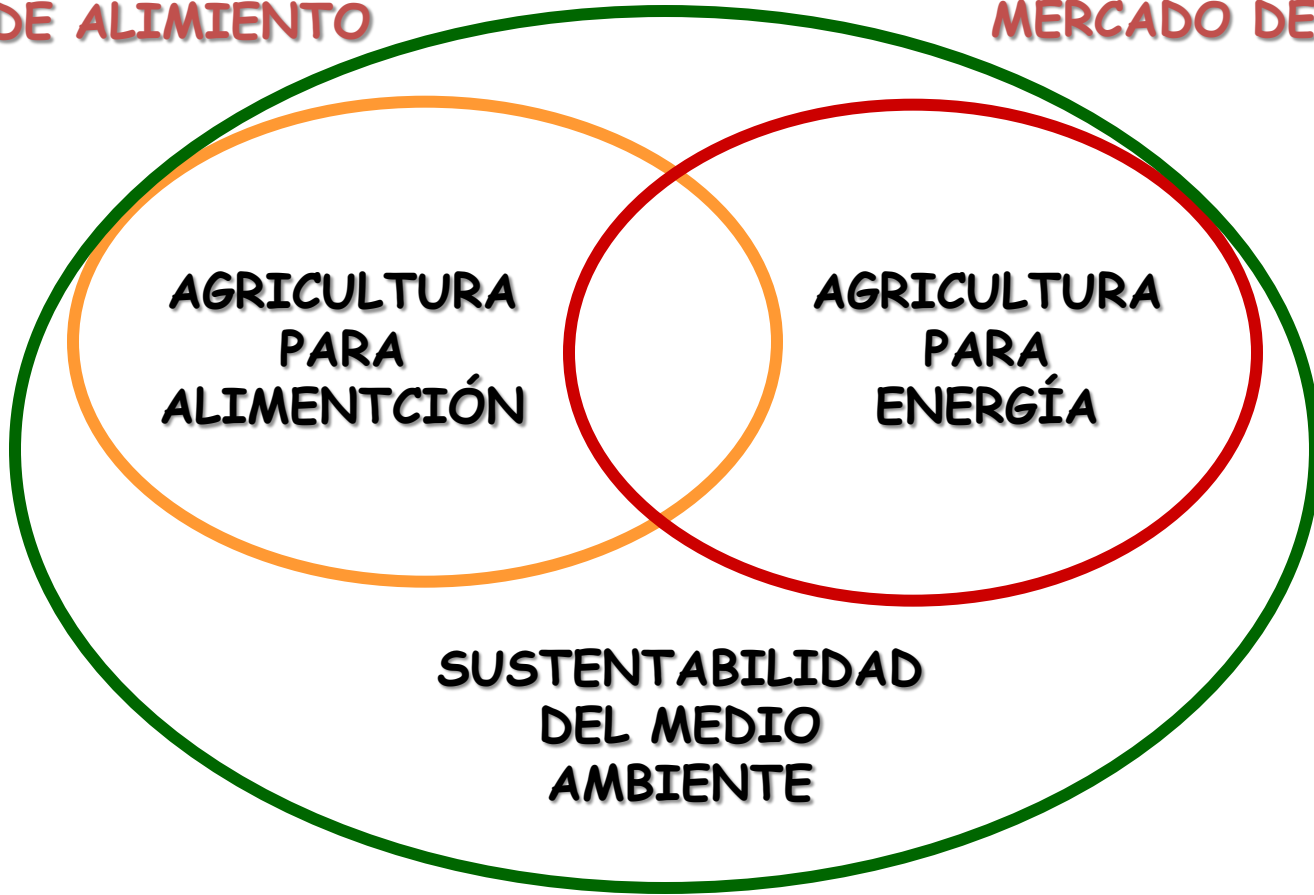 DE ALIMIENTO
MERCADO DE
AGRICULTURA
PARA
ALIMENTCIÓN
AGRICULTURA
PARA
ENERGÍA
SUSTENTABILIDAD
DEL MEDIO
AMBIENTE